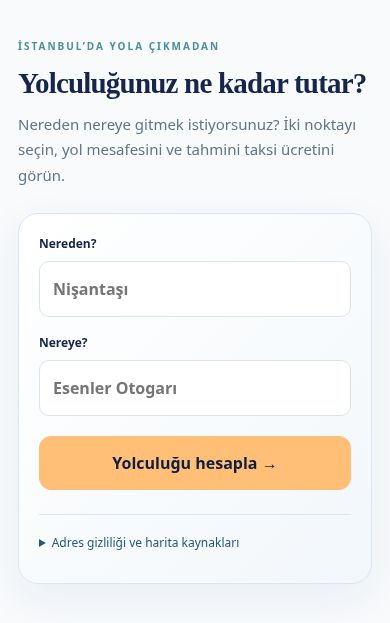 İSTANBUL'DA YOLA ÇIKMADAN
Yolculuğunuz ne kadar tutar?
Nereden nereye gitmek istiyorsunuz? İki noktayı
seçin, yol mesafesini ve tahmini taksi ücretini
görün.
Nereden?
Nişantaşı
Nereye?
Esenler Otogarı
Yolculuğu hesapla →
▶ Adres gizliliği ve harita kaynakları